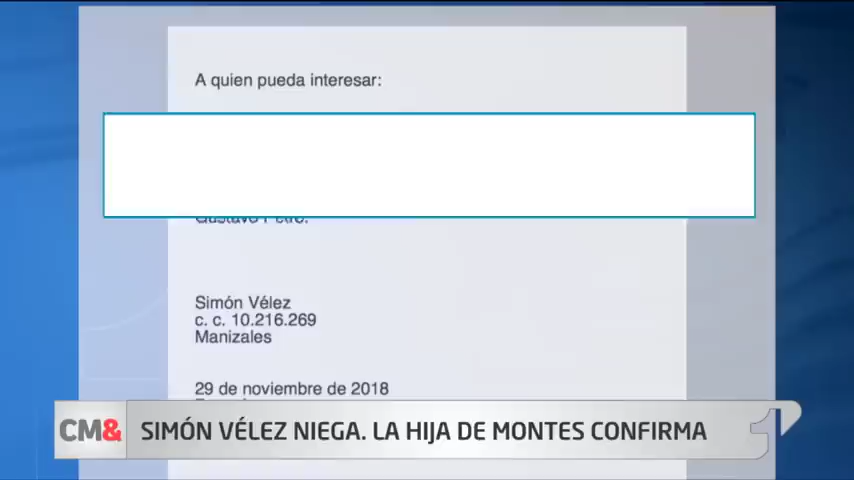 A quien pueda interesar:
Gustavo Petro.
Simón Vélez
c. c. 10.216.269
Manizales
29 de noviembre de 2018
CM&
SIMÓN VÉLEZ NIEGA. LA HIJA DE MONTES CONFIRMA
1